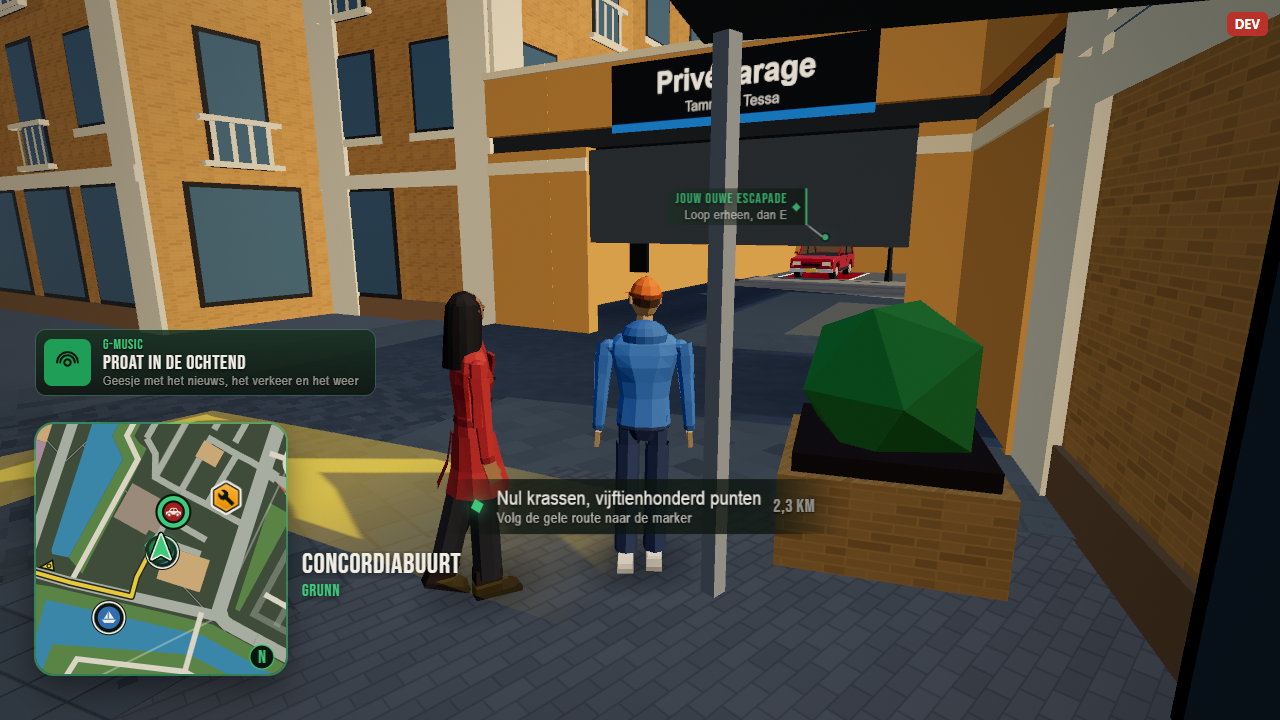 DEV
Privé arage
Tam Tessa
JOUW OUWE ESCAPADE
Loop erheen, dan E
G-MUSIC
PROAT IN DE OCHTEND
Geesje met het nieuws, het verkeer en het weer
Nul krassen, vijftienhonderd punten
2,3 KM
Volg de gele route naar de marker
CONCORDIABUURT
GRUNN
N